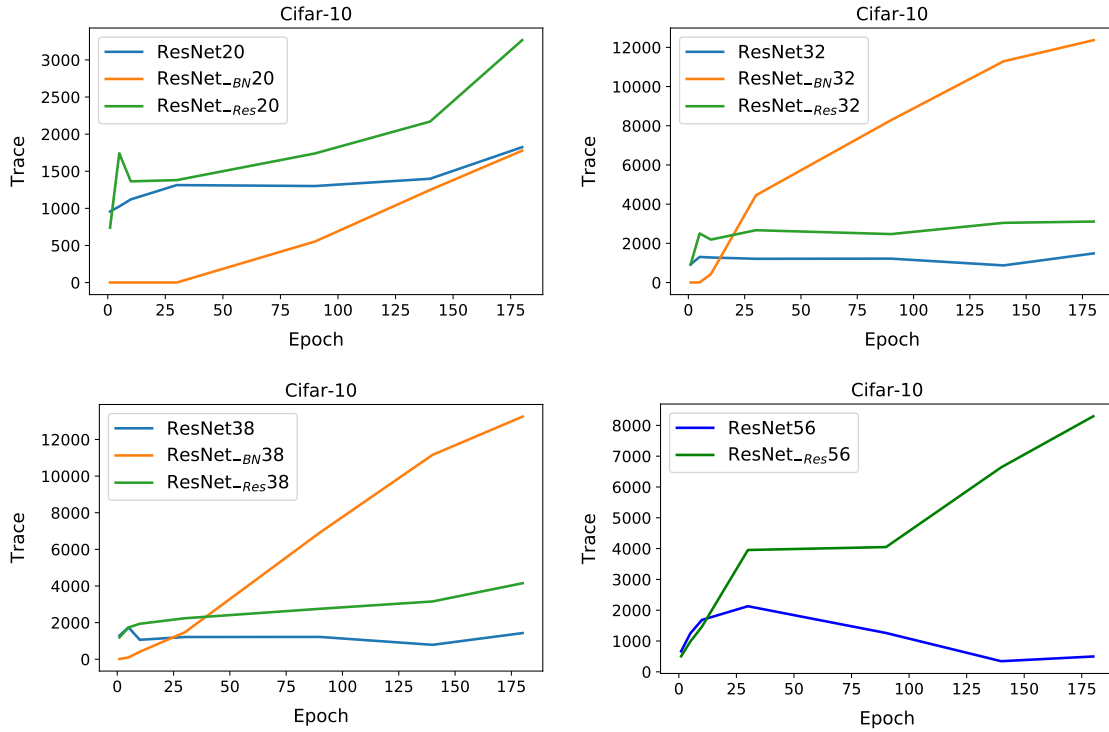 Cifar-10
3000
2500
2000
1500
1000
500
0
Trace
ResNet20
ResNet_BN20
ResNet_Res20
0 25 50 75 100 125 150 175
Epoch
Cifar-10
12000
10000
8000
6000
4000
2000
0
Trace
ResNet32
ResNet_BN32
ResNet_Res32
0 25 50 75 100 125 150 175
Epoch
Cifar-10
12000
10000
8000
6000
4000
2000
0
Trace
ResNet38
ResNet_BN38
ResNet_Res38
0 25 50 75 100 125 150 175
Epoch
Cifar-10
8000
7000
6000
5000
4000
3000
2000
1000
0
Trace
ResNet56
ResNet_Res56
0 25 50 75 100 125 150 175
Epoch